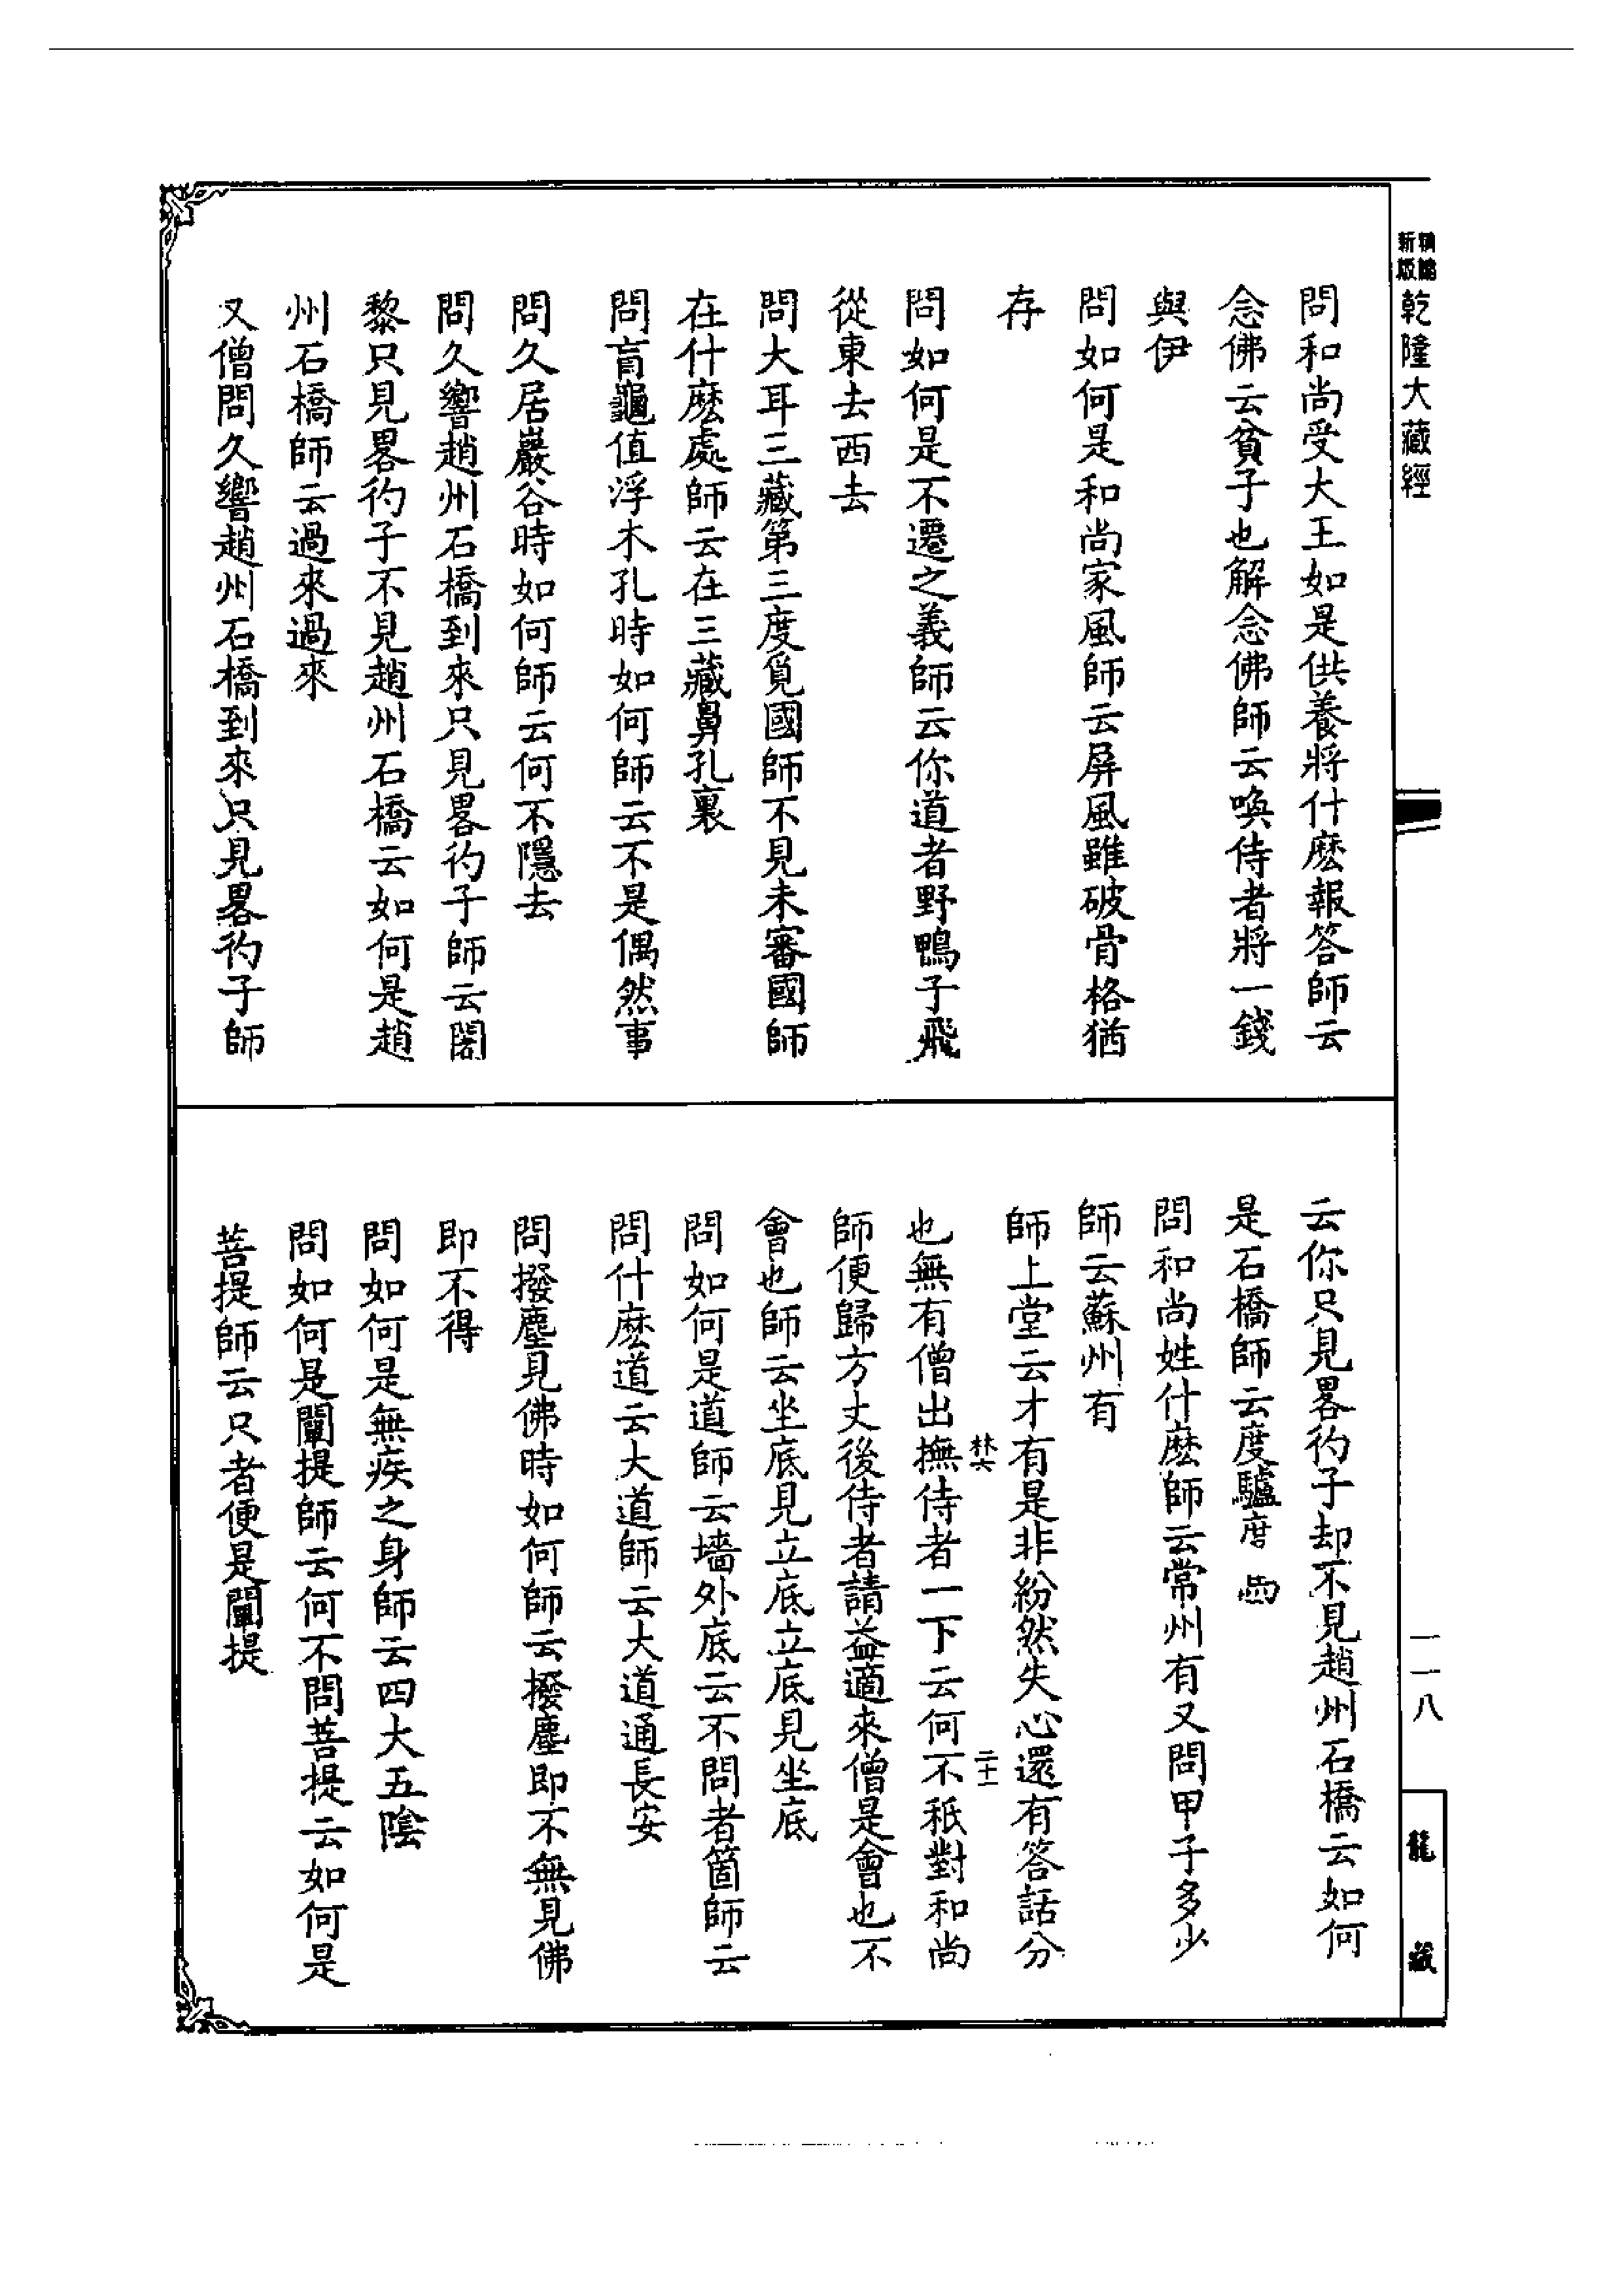 新版
精縮
乾隆大藏經
問和尚受大王如是供養將什麽報答師云
念佛云貧子也解念佛師云喚侍者將一錢
與伊
問如何是和尚家風師云屏風雖破骨格猶
存
問如何是不遷之義師云你道者野鴨子飛
從東去西去
問大耳三藏第三度覓國師不見未審國師
在什麽處師云在三藏鼻孔裏
問盲龜值浮木孔時如何師云不是偶然事
問久居巖谷時如何師云何不隱去
問久響趙州石橋到來只見畧彴子師云闍
黎只見畧彴子不見趙州石橋云如何是趙
州石橋師云過來過來
又僧問久響趙州石橋到來只見畧彴子師
云你只見畧彴子却不見趙州石橋云如何
是石橋師云度驢度
問和尚姓什麽師云常州有又問甲子多少
師云蘇州有
師上堂云才有是非紛然失心還有答話分
林六
二十一
也無有僧出撫侍者一下云何不秖對和尚
師便歸方丈後侍者請益適來僧是會也不
會也師云坐底見立底立底見坐底
問如何是道師云墻外底云不問者箇師云
問什麽道云大道師云大道通長安
問撥塵見佛時如何師云撥塵即不無見佛
即不得
問如何是無疾之身師云四大五陰
問如何是闡提師云何不問菩提云如何是
菩提師云只者便是闡提
一一八
龍藏